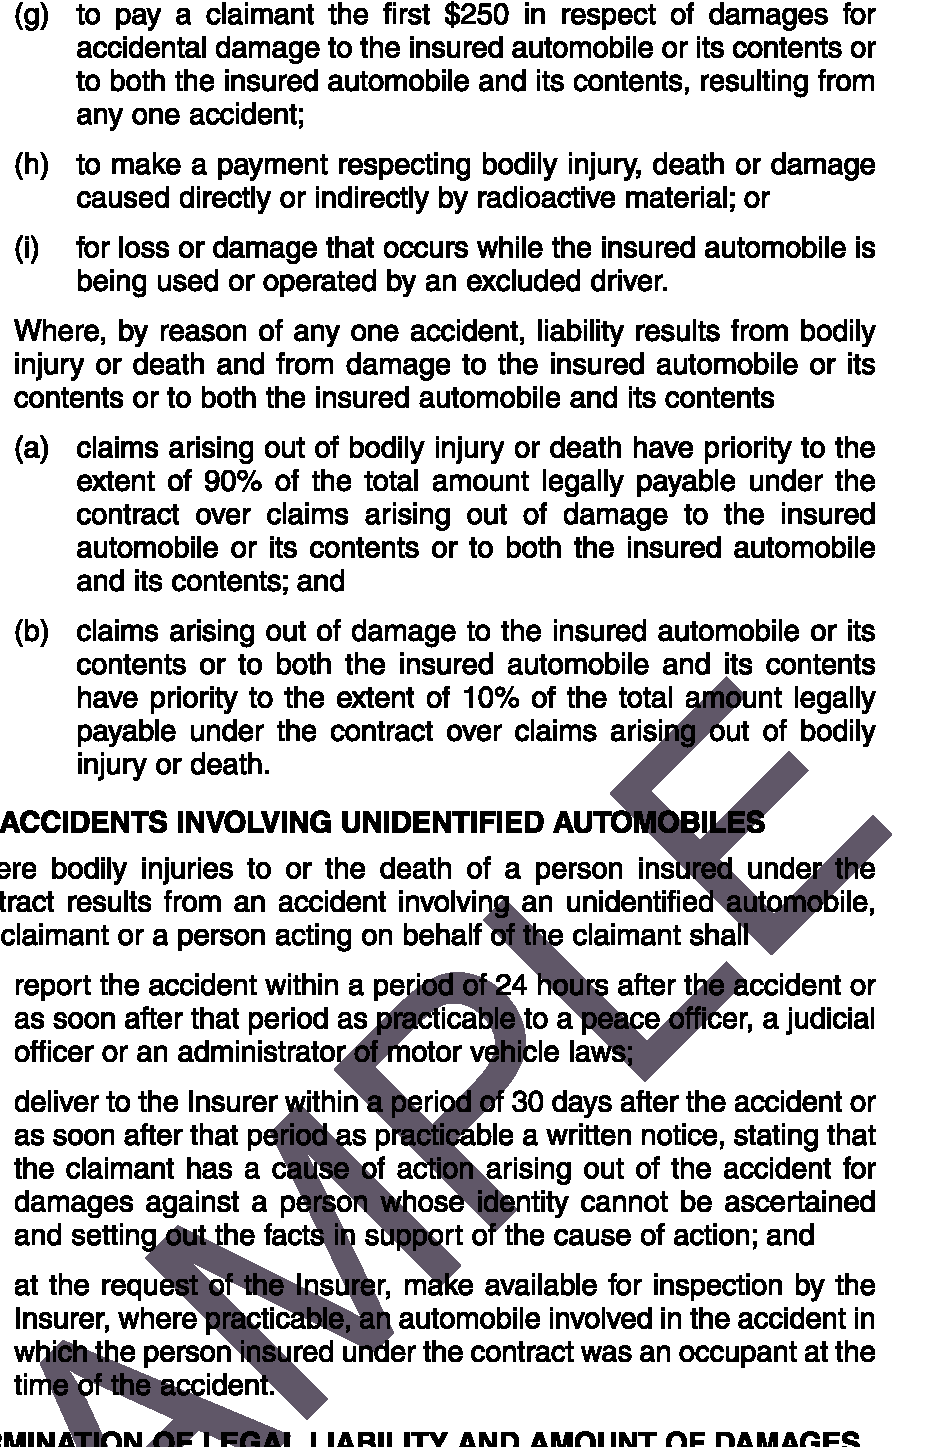 (g) to pay a claimant the first $250 in respect of damages for
accidental damage to the insured automobile or its contents or
to both the insured automobile and its contents, resulting from
any one accident;
(h) to make a payment respecting bodily injury, death or damage
caused directly or indirectly by radioactive material; or
(i) for loss or damage that occurs while the insured automobile is
being used or operated by an excluded driver.
Where, by reason of any one accident, liability results from bodily
injury or death and from damage to the insured automobile or its
contents or to both the insured automobile and its contents
(a) claims arising out of bodily injury or death have priority to the
extent of 90% of the total amount legally payable under the
contract over claims arising out of damage to the insured
automobile or its contents or to both the insured automobile
and its contents; and
(b) claims arising out of damage to the insured automobile or its
contents or to both the insured automobile and its contents
have priority to the extent of 10% of the total amount legally
payable under the contract over claims arising out of bodily
injury or death.
ACCIDENTS INVOLVING UNIDENTIFIED AUTOMOBILES
ere bodily injuries to or the death of a person insured under the
tract results from an accident involving an unidentified automobile,
claimant or a person acting on behalf of the claimant shall
report the accident within a period of 24 hours after the accident or
as soon after that period as practicable to a peace officer, a judicial
officer or an administrator of motor vehicle laws;
deliver to the Insurer within a period of 30 days after the accident or
as soon after that period as practicable a written notice, stating that
the claimant has a cause of action arising out of the accident for
damages against a person whose identity cannot be ascertained
and setting out the facts in support of the cause of action; and
at the request of the Insurer, make available for inspection by the
Insurer, where practicable, an automobile involved in the accident in
which the person insured under the contract was an occupant at the
time of the accident.
RMINATION OF LEGAL LIABILITY AND AMOUNT OF DAMAGES
AMPLE